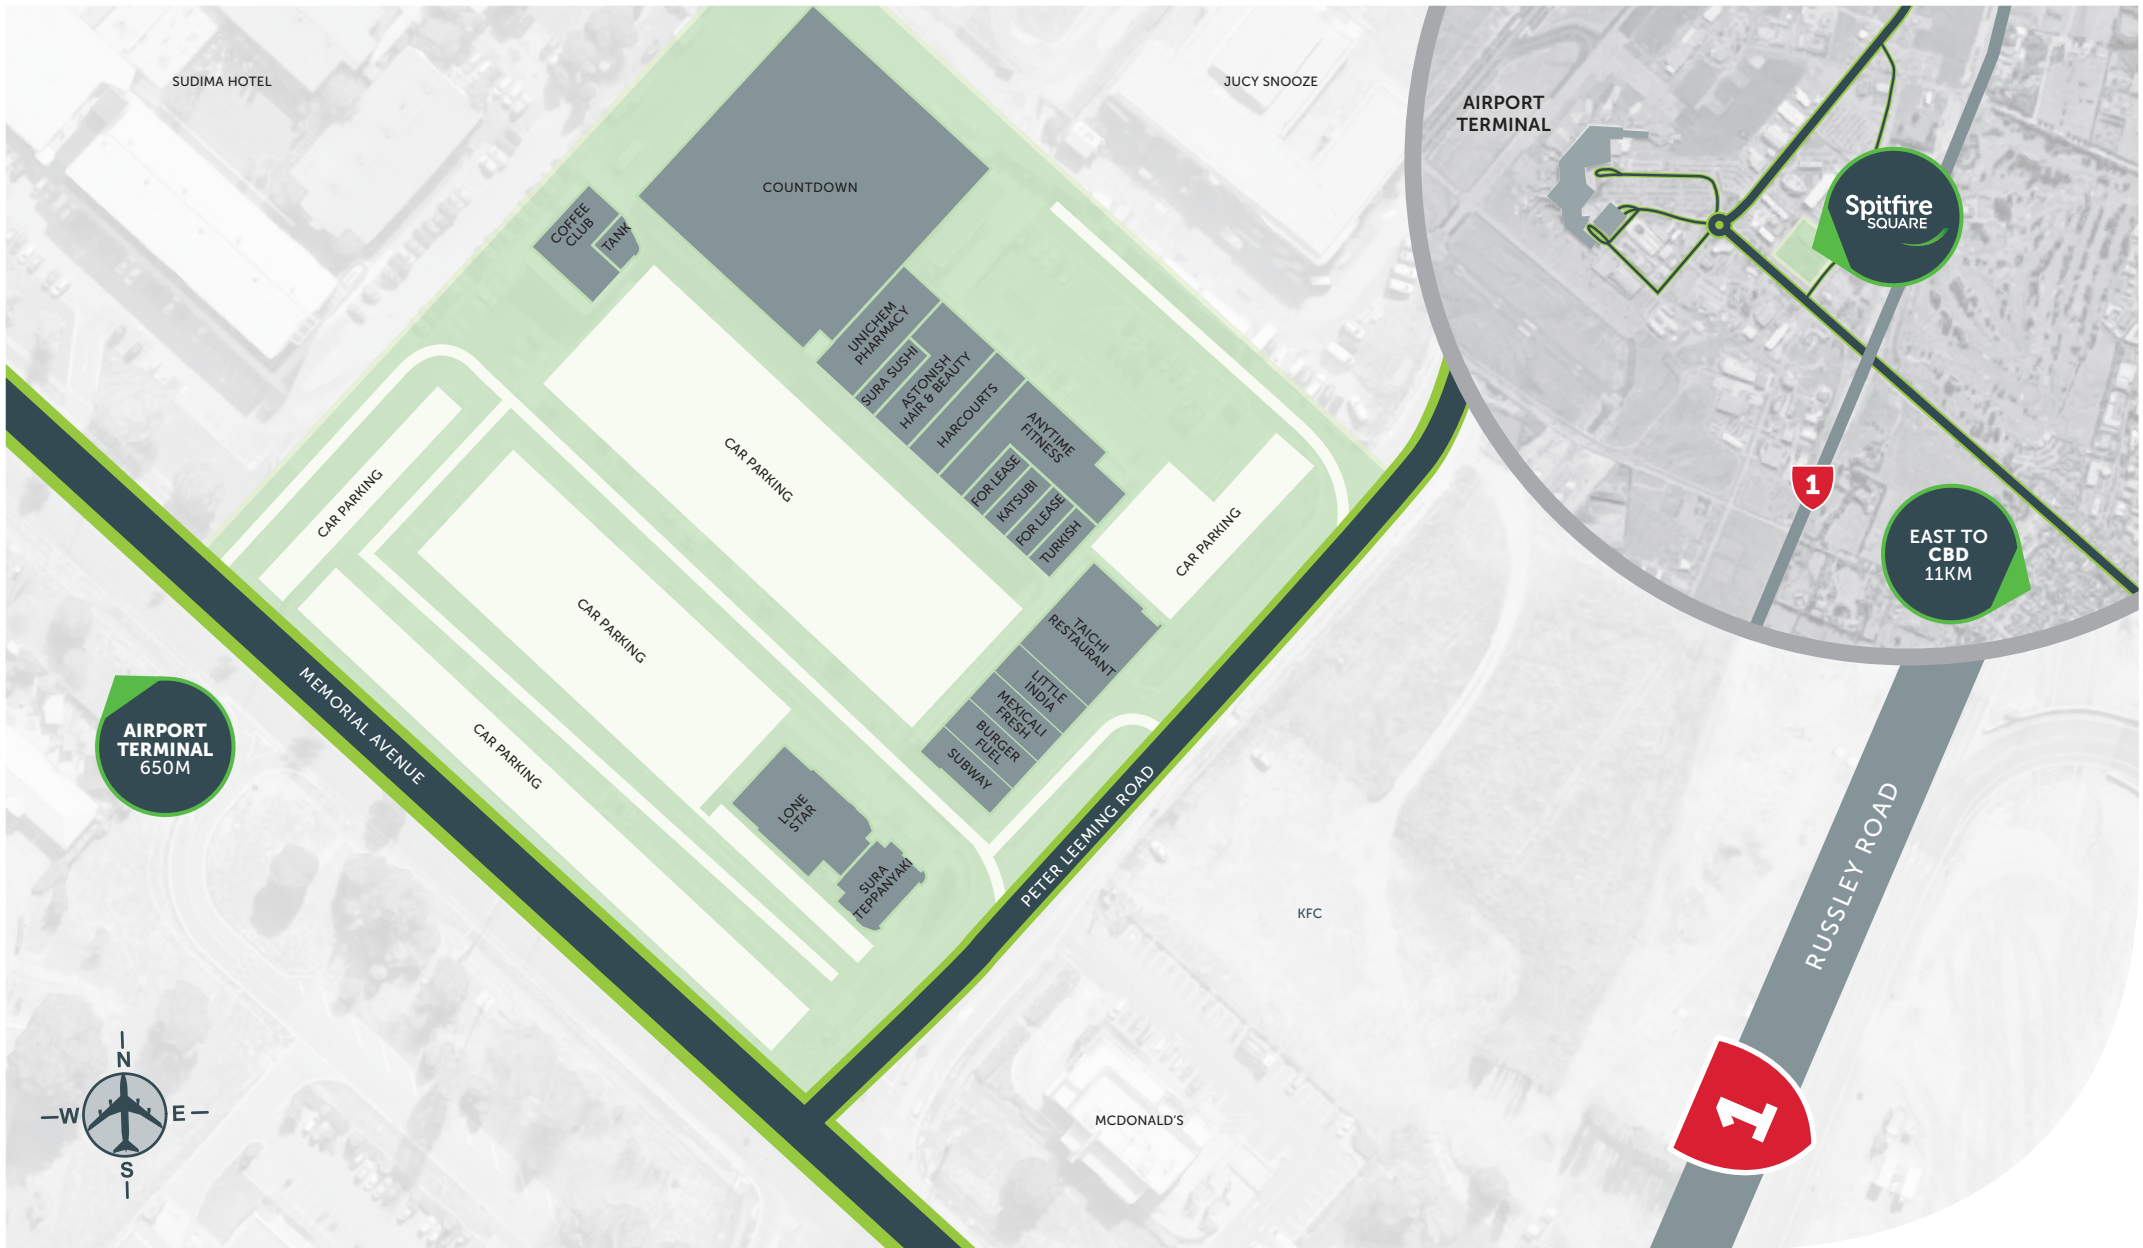 SUDIMA HOTEL
JUCY SNOOZE
AIRPORT
TERMINAL
COUNTDOWN
COFFEE
CLUB
TANK
Spitfire
SQUARE
UNICHEM
PHARMACY
SURA SUSHI
ASTONISH
HAIR & BEAUTY
HARCOURTS
ANYTIME
FITNESS
FOR LEASE
KATSUBI
FOR LEASE
TURKISH
CAR PARKING
CAR PARKING
CAR PARKING
1
EAST TO
CBD
11KM
CAR PARKING
TAICHI
RESTAURANT
LITTLE
INDIA
MEXICALI
FRESH
BURGER
FUEL
SUBWAY
MEMORIAL AVENUE
AIRPORT
TERMINAL
650M
CAR PARKING
LONE
STAR
SURA
TEPPANYAKI
PETER LEEMING ROAD
RUSSLEY ROAD
KFC
MCDONALD'S
1
N
W
E
S